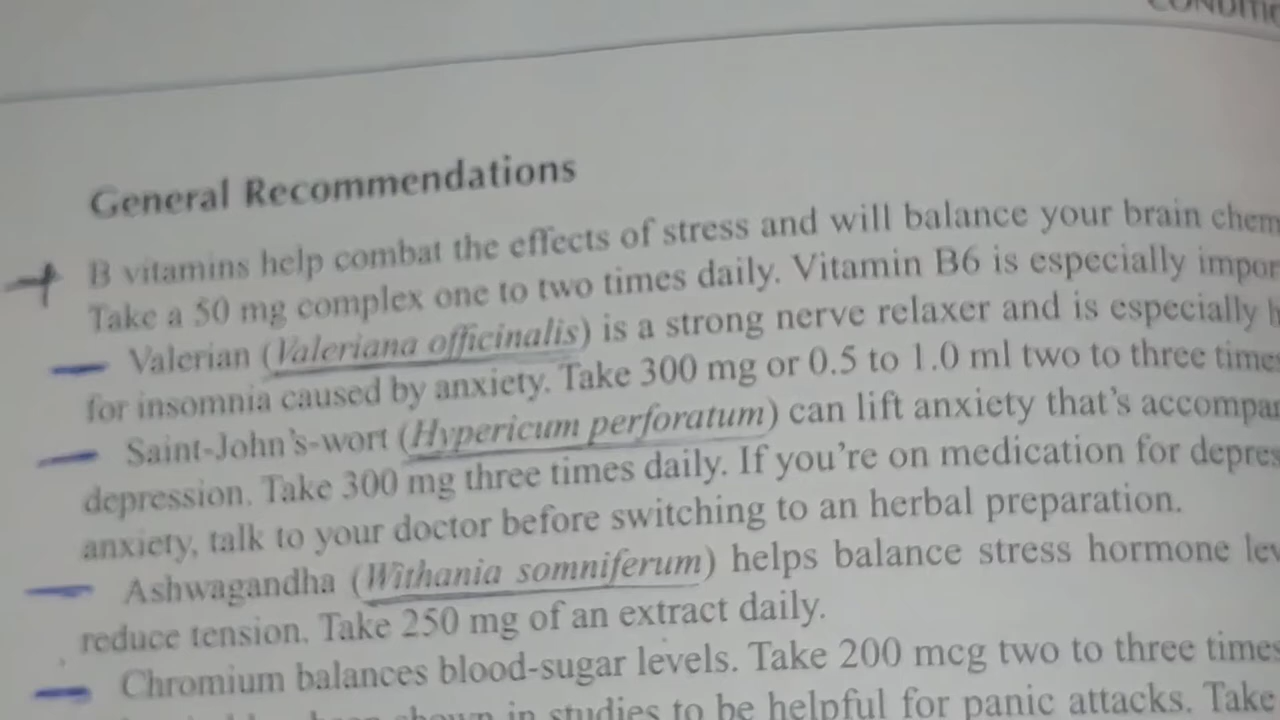 General Recommendations
B vitamins help combat the effects of stress and will balance your brain
Take a 50 mg complex one to two times daily. Vitamin B6 is especially
Valerian (Valeriana officinalis) is a strong nerve relaxer and is especially
for insomnia caused by anxiety. Take 300 mg or 0.5 to 1.0 ml two to three
Saint-John's-wort (Hypericum perforatum) can lift anxiety that's
depression. Take 300 mg three times daily. If you're on medication for
anxiety, talk to your doctor before switching to an herbal preparation.
Ashwagandha (Withania somniferum) helps balance stress hormone
reduce tension. Take 250 mg of an extract daily.
Chromium balances blood-sugar levels. Take 200 mcg two to three times
shown in studies to be helpful for panic attacks. Take